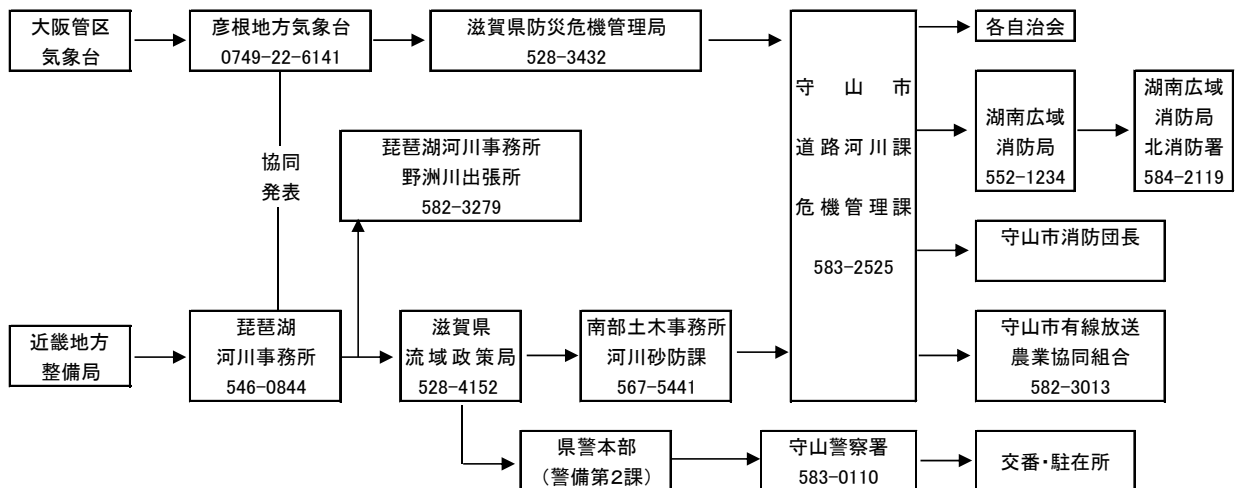 大阪管区
気象台
彦根地方気象台
0749-22-6141
滋賀県防災危機管理局
528-3432
守山市
道路河川課
危機管理課
583-2525
各自治会
湖南広域
消防局
552-1234
湖南広域
消防局
北消防署
584-2119
協同
発表
琵琶湖河川事務所
野洲川出張所
582-3279
守山市消防団長
近畿地方
整備局
琵琶湖
河川事務所
546-0844
滋賀県
流域政策局
528-4152
南部土木事務所
河川砂防課
567-5441
守山市有線放送
農業協同組合
582-3013
県警本部
(警備第2課)
守山警察署
583-0110
交番・駐在所